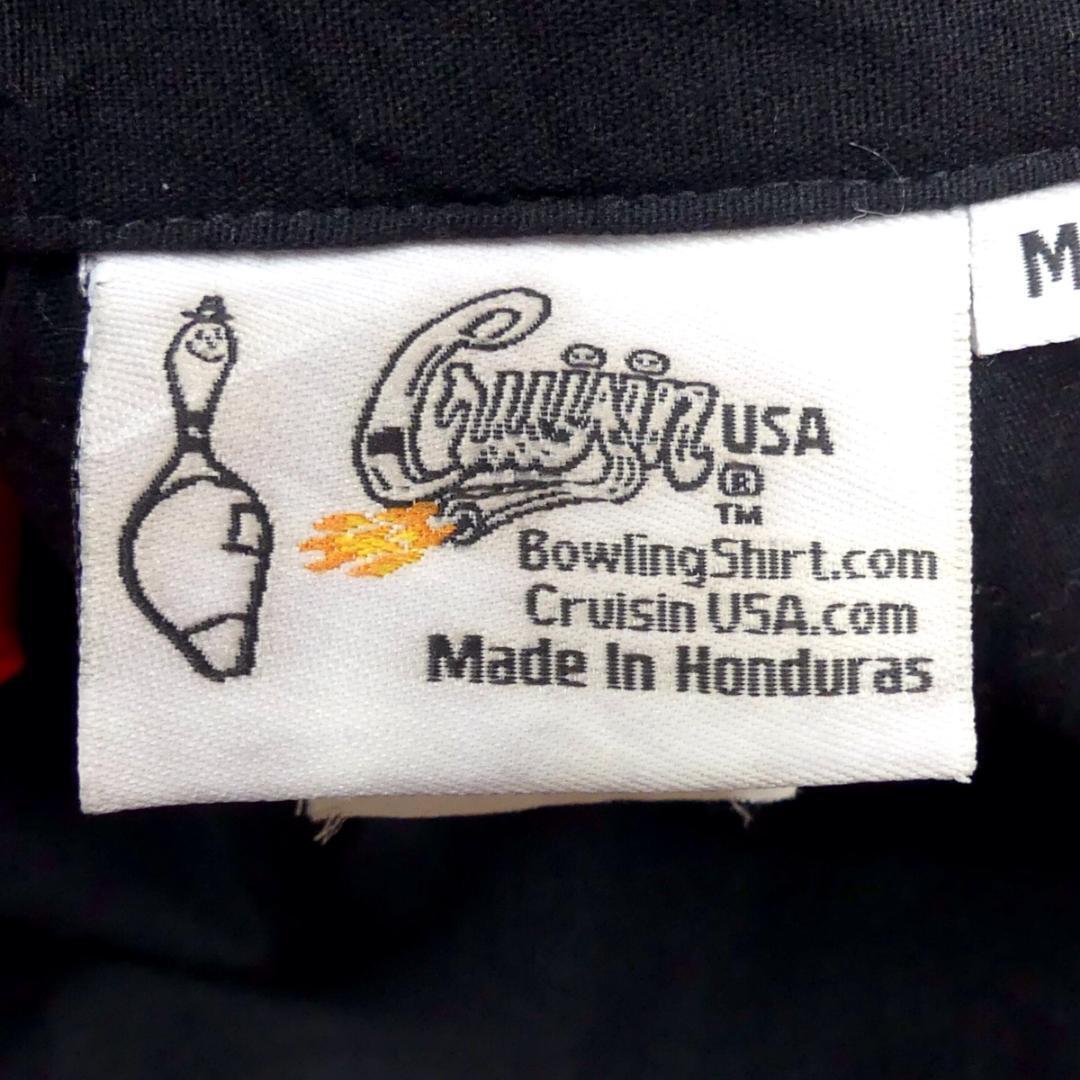 Cruisin USA
®
TM
BowlingShirt.com
Cruisin USA.com
Made In Honduras
M